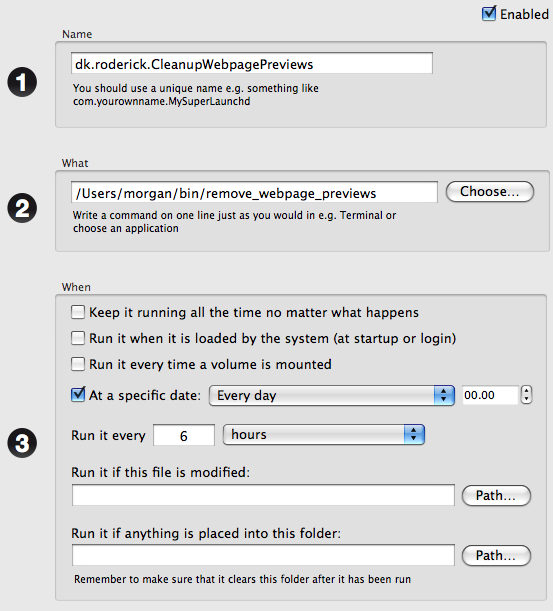 Enabled
Name
1
dk.roderick.CleanupWebpagePreviews
You should use a unique name e.g. something like
com.yourownname.MySuperLaunchd
What
2
/Users/morgan/bin/remove_webpage_previews
Choose...
Write a command on one line just as you would in e.g. Terminal or
choose an application
When
Keep it running all the time no matter what happens
Run it when it is loaded by the system (at startup or login)
Run it every time a volume is mounted
At a specific date: Every day 00.00
3
Run it every 6 hours
Run it if this file is modified:
Path...
Run it if anything is placed into this folder:
Path...
Remember to make sure that it clears this folder after it has been run